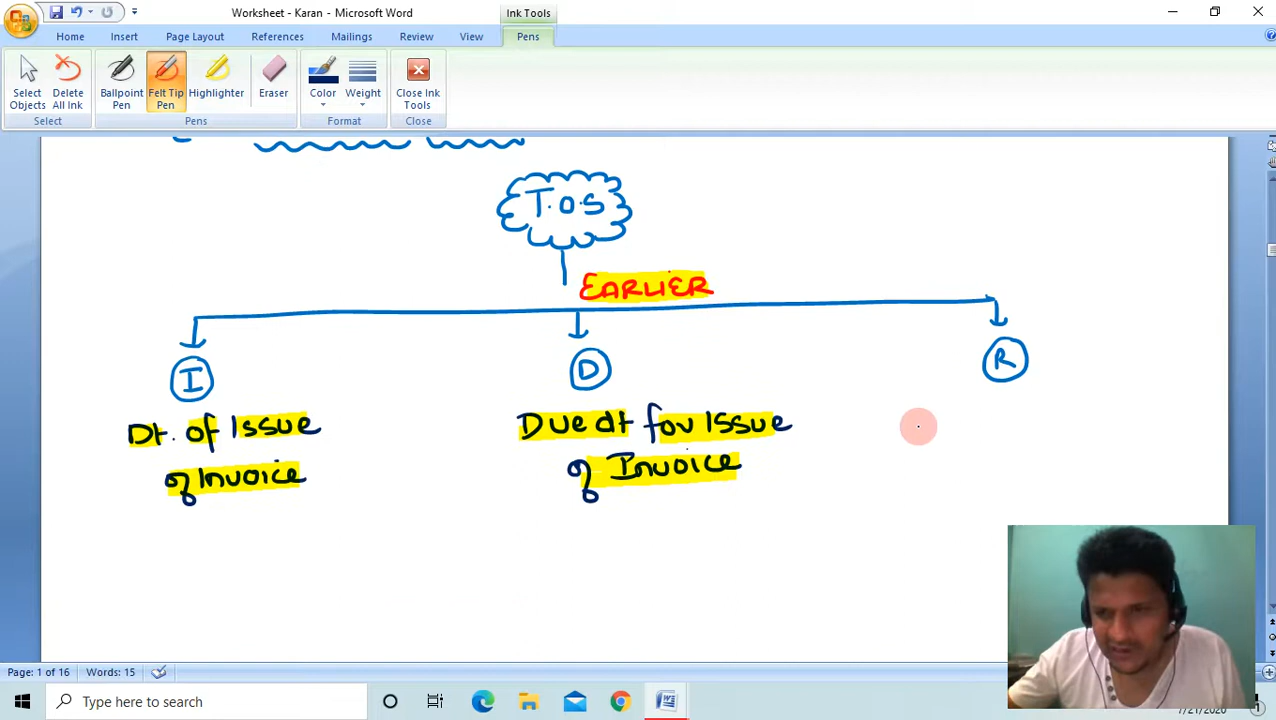 Worksheet - Karan - Microsoft Word
Ink Tools
Home Insert Page Layout References Mailings Review View Pens
Select Objects
Delete All Ink
Ballpoint Pen
Felt Tip Pen
Highlighter
Eraser
Color
Weight
Close Ink Tools
Select
Pens
Format
Close
T.O.S
EARLIER
I
D
R
Dt. of Issue
of Invoice
Due dt for Issue
of Invoice
Page: 1 of 16 Words: 15
Type here to search
7/21/2020